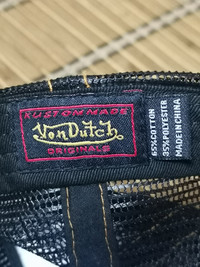 KUSTOM MADE
VonDutch
ORIGINALS
65%COTTON
35%POLYESTER
MADE IN CHINA